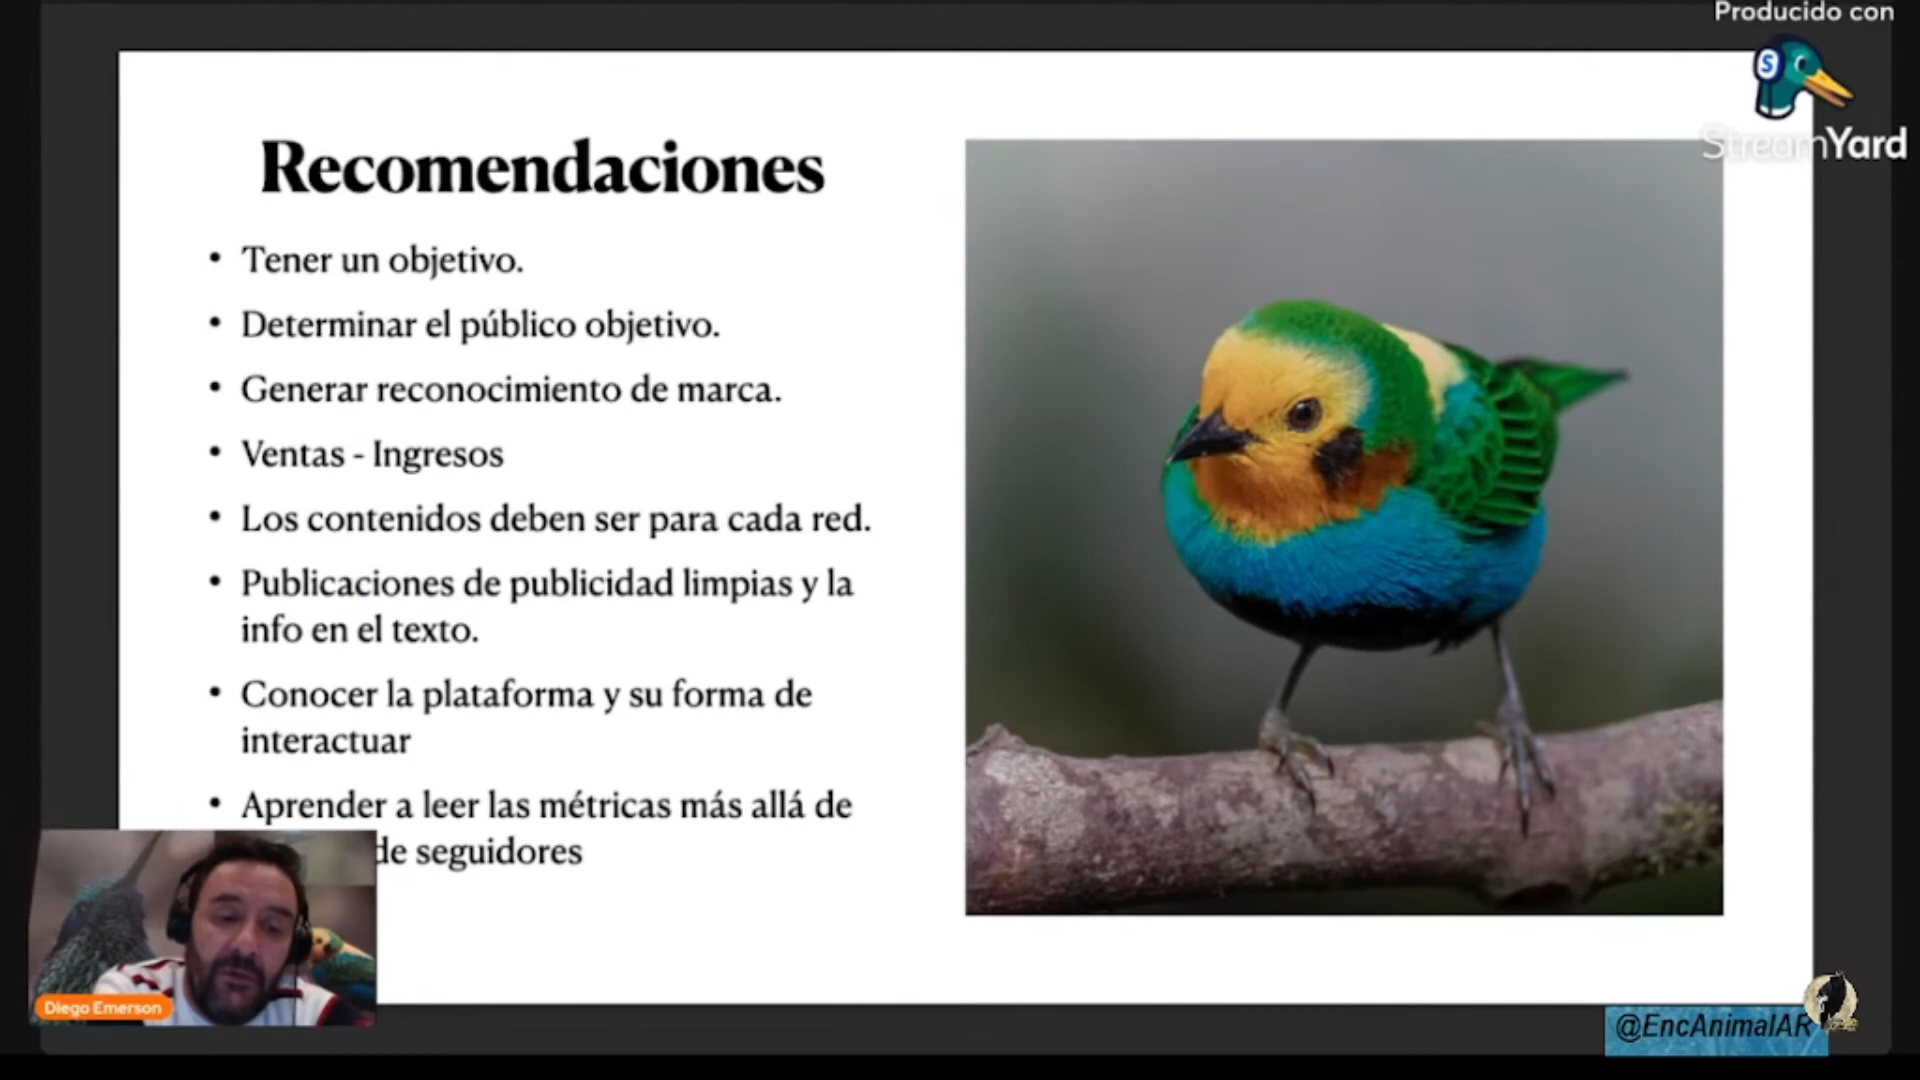 Producido con
StreamYard
Recomendaciones
• Tener un objetivo.
• Determinar el público objetivo.
• Generar reconocimiento de marca.
• Ventas - Ingresos
• Los contenidos deben ser para cada red.
• Publicaciones de publicidad limpias y la
info en el texto.
• Conocer la plataforma y su forma de
interactuar
• Aprender a leer las métricas más allá de
de seguidores
Diego Emerson
@EncAnimalAR